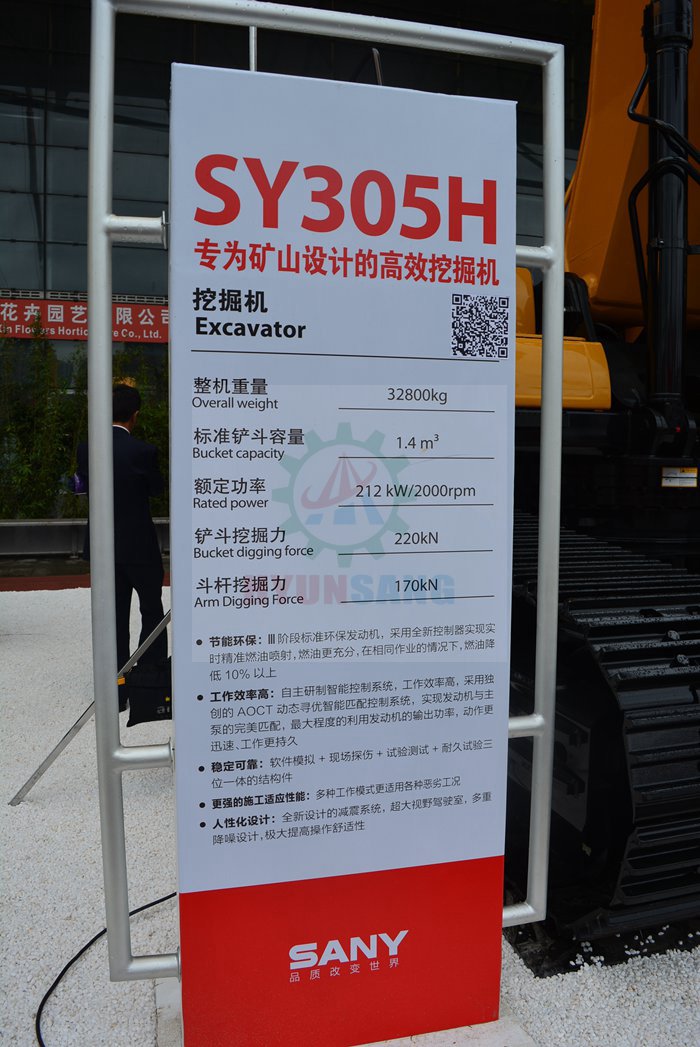 SY305H
专为矿山设计的高效挖掘机
挖掘机
Excavator
花卉园艺有限公司
Flowers Horticulture Co., Ltd.
整机重量
Overall weight
32800kg
标准铲斗容量
Bucket capacity
1.4 m³
额定功率
Rated power
212 kW/2000rpm
铲斗挖掘力
Bucket digging force
220kN
斗杆挖掘力
Arm Digging Force
170kN
YUNSANG
• 节能环保：Ⅲ阶段标准环保发动机，采用全新控制器实现实
时精准燃油喷射，燃油更充分，在相同作业的情况下，燃油降
低 10% 以上
• 工作效率高：自主研制智能控制系统，工作效率高，采用独
创的 AOCT 动态寻优智能匹配控制系统，实现发动机与主
泵的完美匹配，最大程度的利用发动机的输出功率，动作更
迅速、工作更持久
• 稳定可靠：软件模拟 + 现场探伤 + 试验测试 + 耐久试验三
位一体的结构件
• 更强的施工适应性能：多种工作模式更适用各种恶劣工况
• 人性化设计：全新设计的减震系统，超大视野驾驶室，多重
降噪设计，极大提高操作舒适性
SANY
品质改变世界